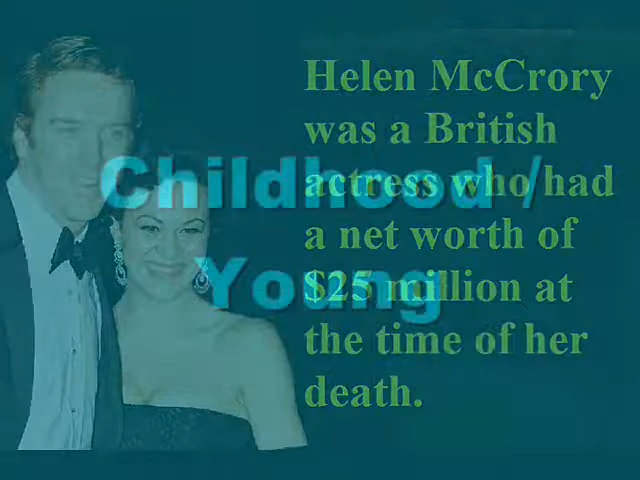 Helen McCrory
was a British
actress who had
a net worth of
$25 million at
the time of her
death.
Childhood /
Young